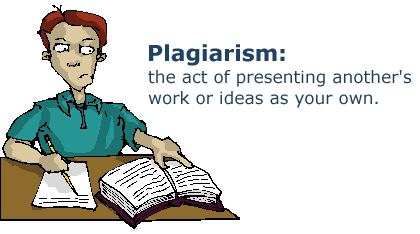 Plagiarism:
the act of presenting another's
work or ideas as your own.